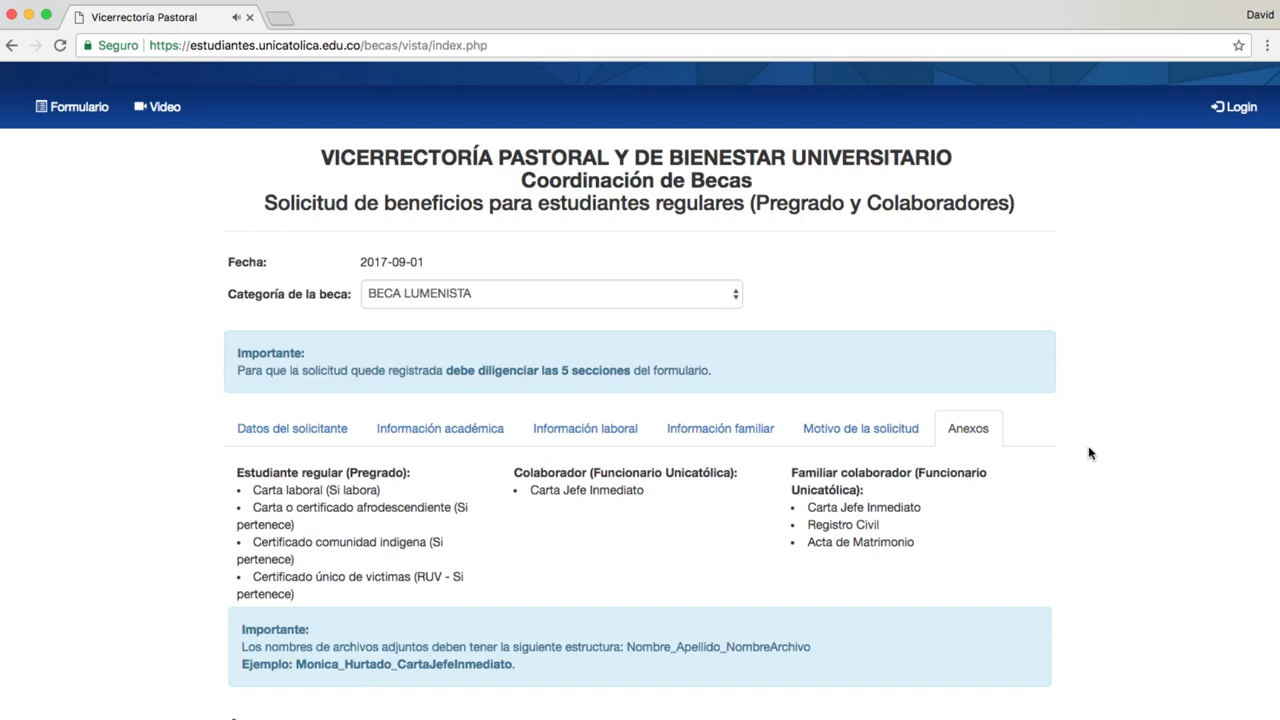 Vicerrectoría Pastoral
David
Seguro https://estudiantes.unicatolica.edu.co/becas/vista/index.php
Formulario Video Login
VICERRECTORÍA PASTORAL Y DE BIENESTAR UNIVERSITARIO
Coordinación de Becas
Solicitud de beneficios para estudiantes regulares (Pregrado y Colaboradores)
Fecha: 2017-09-01
Categoría de la beca: BECA LUMENISTA
Importante:
Para que la solicitud quede registrada debe diligenciar las 5 secciones del formulario.
Datos del solicitante Información académica Información laboral Información familiar Motivo de la solicitud Anexos
Estudiante regular (Pregrado):
• Carta laboral (Si labora)
• Carta o certificado afrodescendiente (Si
pertenece)
• Certificado comunidad indigena (Si
pertenece)
• Certificado único de victimas (RUV - Si
pertenece)
Colaborador (Funcionario Unicatólica):
• Carta Jefe Inmediato
Familiar colaborador (Funcionario
Unicatólica):
• Carta Jefe Inmediato
• Registro Civil
• Acta de Matrimonio
Importante:
Los nombres de archivos adjuntos deben tener la siguiente estructura: Nombre_Apellido_NombreArchivo
Ejemplo: Monica_Hurtado_CartaJefeInmediato.